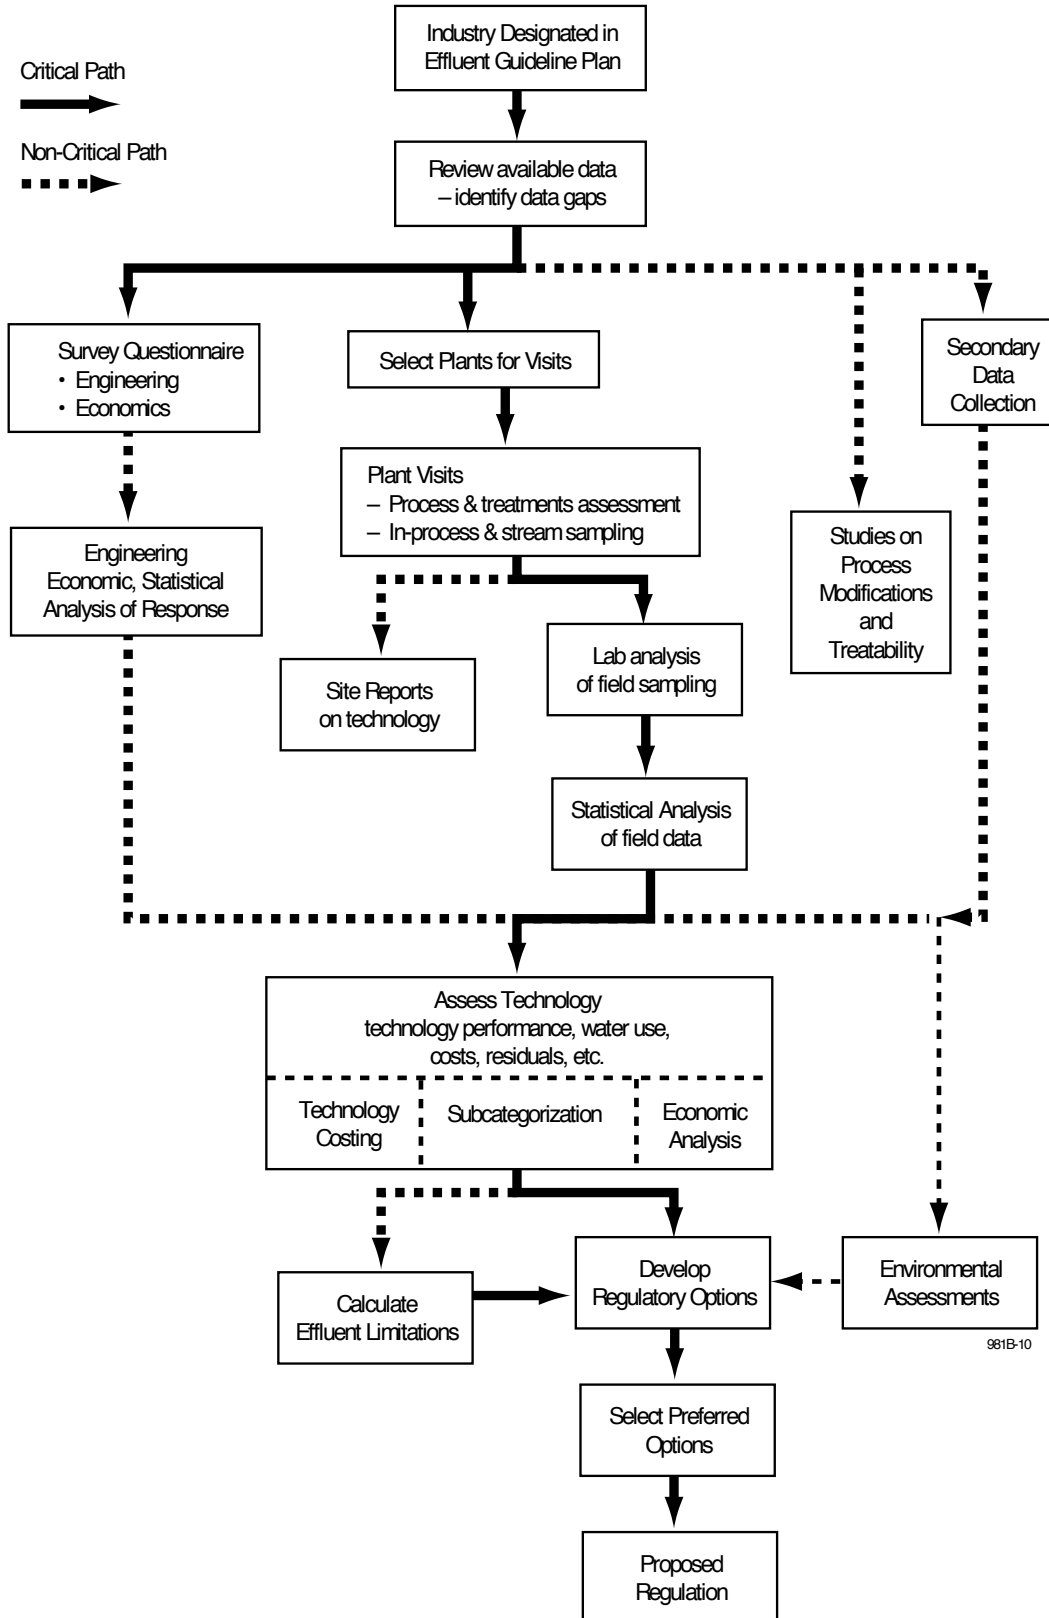 Industry Designated in
Effluent Guideline Plan
Critical Path
Non-Critical Path
Review available data
– identify data gaps
Survey Questionnaire
• Engineering
• Economics
Select Plants for Visits
Secondary
Data
Collection
Plant Visits
– Process & treatments assessment
– In-process & stream sampling
Engineering
Economic, Statistical
Analysis of Response
Studies on
Process
Modifications
and
Treatability
Site Reports
on technology
Lab analysis
of field sampling
Statistical Analysis
of field data
Assess Technology
technology performance, water use,
costs, residuals, etc.
Technology
Costing
Subcategorization
Economic
Analysis
Calculate
Effluent Limitations
Develop
Regulatory Options
Environmental
Assessments
981B-10
Select Preferred
Options
Proposed
Regulation